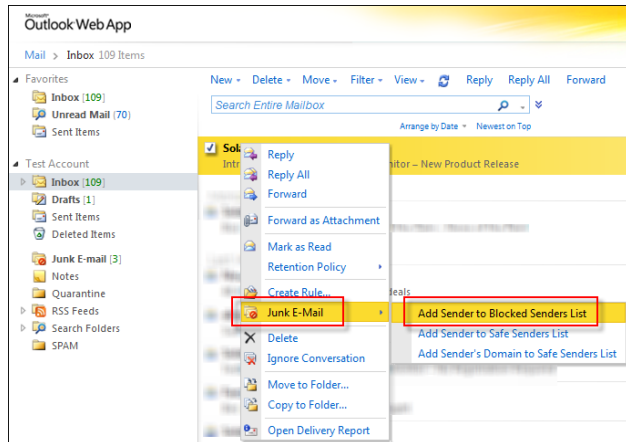 Microsoft
Outlook Web App
Mail > Inbox 109 Items
Favorites
Inbox [109]
Unread Mail (70)
Sent Items
Test Account
Inbox [109]
Drafts [1]
Sent Items
Deleted Items
Junk E-mail [3]
Notes
Quarantine
RSS Feeds
Search Folders
SPAM
New Delete Move Filter View Reply Reply All Forward
Search Entire Mailbox
Arrange by Date Newest on Top
Sola
Intr
itor – New Product Release
deals
Reply
Reply All
Forward
Forward as Attachment
Mark as Read
Retention Policy
Create Rule...
Junk E-Mail
Delete
Ignore Conversation
Move to Folder...
Copy to Folder...
Open Delivery Report
Add Sender to Blocked Senders List
Add Sender to Safe Senders List
Add Sender's Domain to Safe Senders List